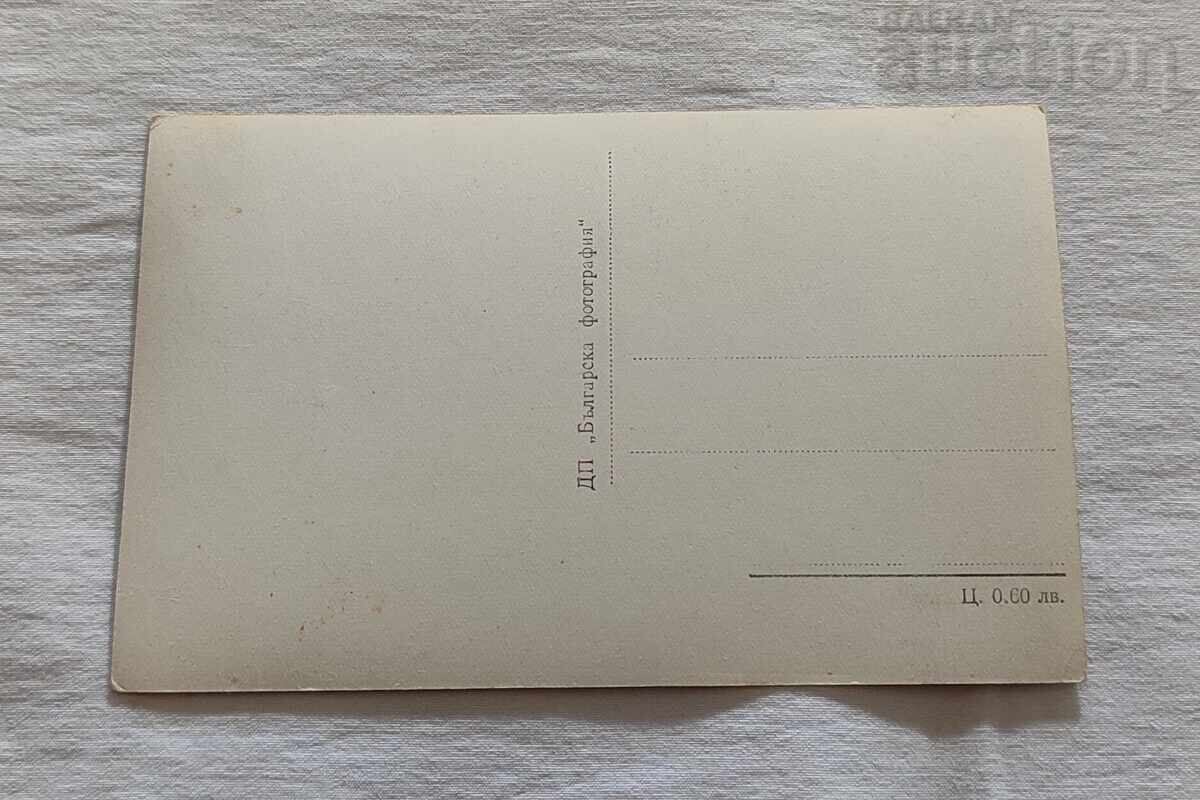 BALKAN
auction
ДП „Българска фотография“
Ц. 0.60 лв.